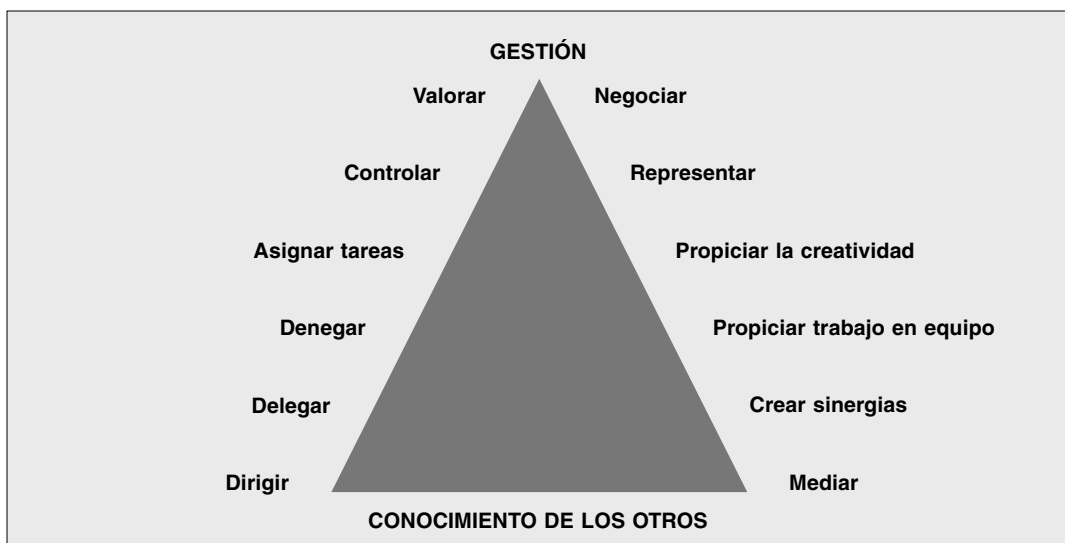 GESTIÓN
Valorar
Negociar
Controlar
Representar
Asignar tareas
Propiciar la creatividad
Denegar
Propiciar trabajo en equipo
Delegar
Crear sinergias
Dirigir
Mediar
CONOCIMIENTO DE LOS OTROS